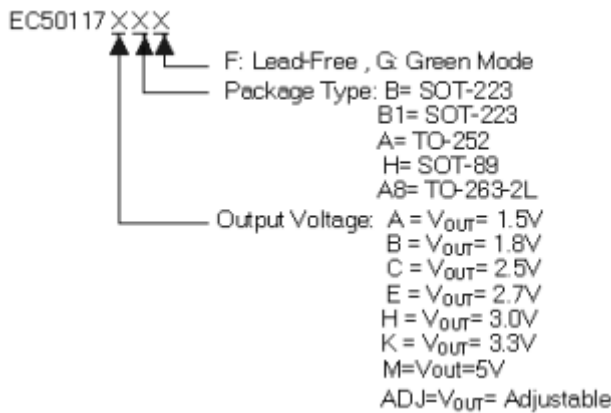 EC50117XXX
F: Lead-Free , G: Green Mode
Package Type: B= SOT-223
B1= SOT-223
A= TO-252
H= SOT-89
A8= TO-263-2L
Output Voltage: A = VOUT= 1.5V
B = VOUT= 1.8V
C = VOUT= 2.5V
E = VOUT= 2.7V
H = VOUT= 3.0V
K = VOUT= 3.3V
M=Vout=5V
ADJ=VOUT= Adjustable